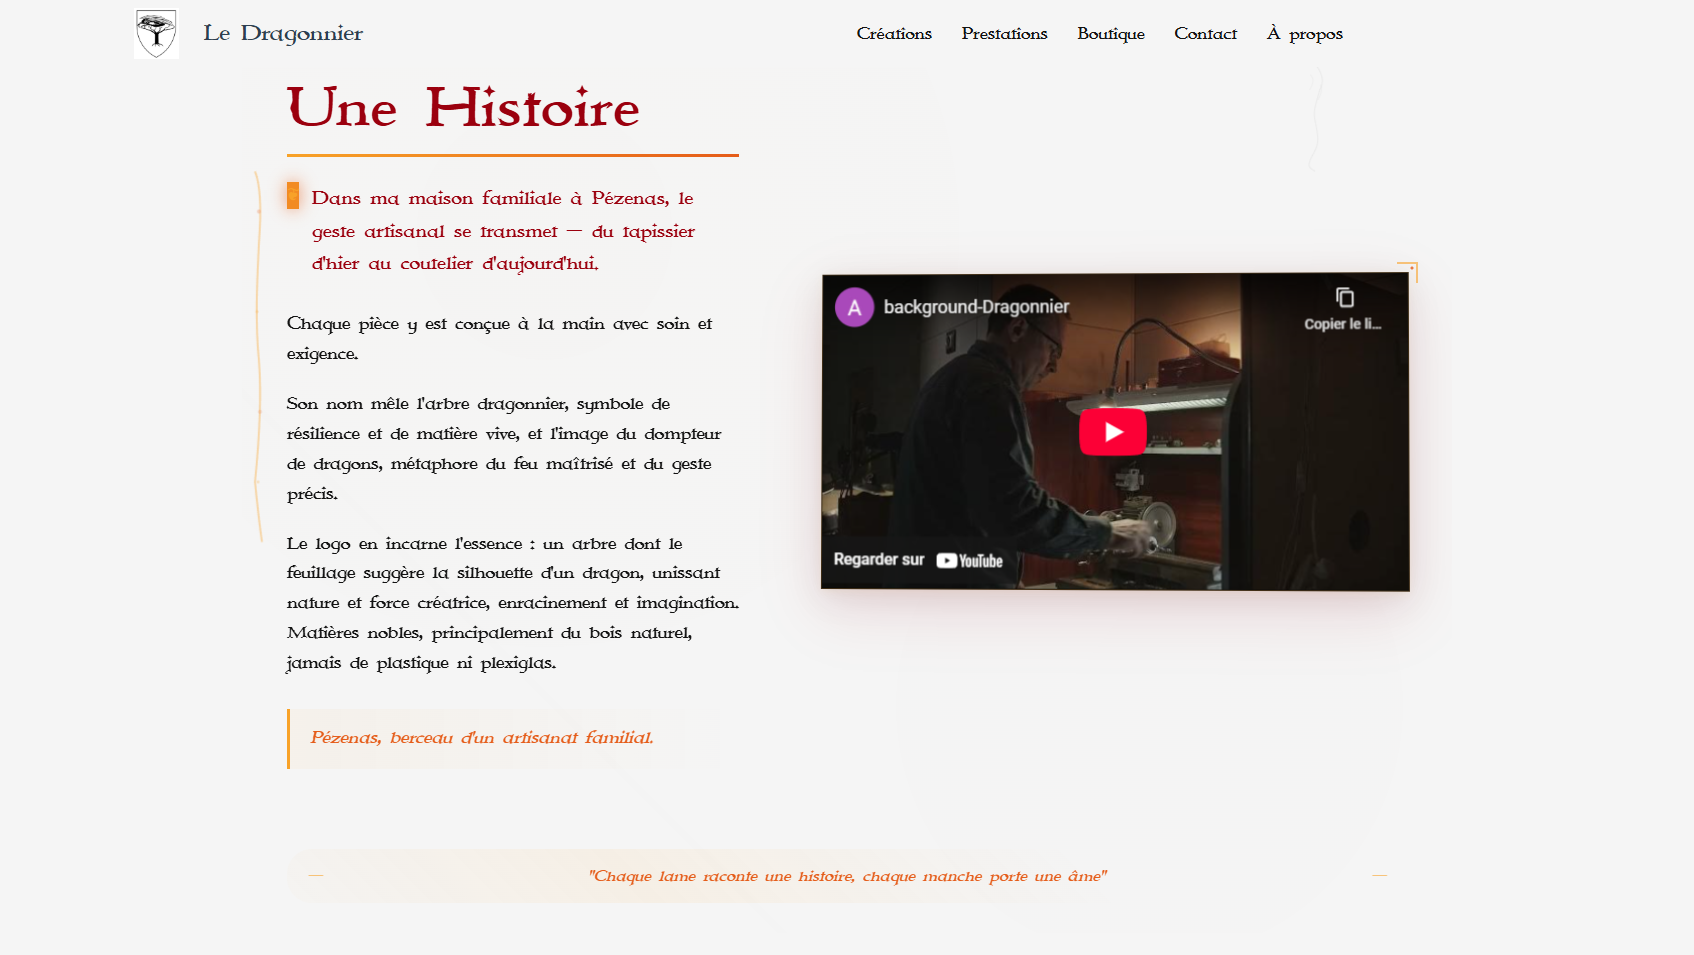 Le Dragonnier
Créations
Prestations
Boutique
Contact
À propos
Une Histoire
Dans ma maison familiale à Pézenas, le
geste artisanal se transmet — du tapissier
d'hier au coutelier d'aujourd'hui.
Chaque pièce y est conçue à la main avec soin et
exigence.
Son nom mêle l'arbre dragonnier, symbole de
résilience et de matière vive, et l'image du dompteur
de dragons, métaphore du feu maîtrisé et du geste
précis.
Le logo en incarne l'essence : un arbre dont le
feuillage suggère la silhouette d'un dragon, unissant
nature et force créatrice, enracinement et imagination.
Matières nobles, principalement du bois naturel,
jamais de plastique ni plexiglas.
Pézenas, berceau d'un artisanat familial.
A
background-Dragonnier
Copier le li...
Regarder sur YouTube
— "Chaque lame raconte une histoire, chaque manche porte une âme" —